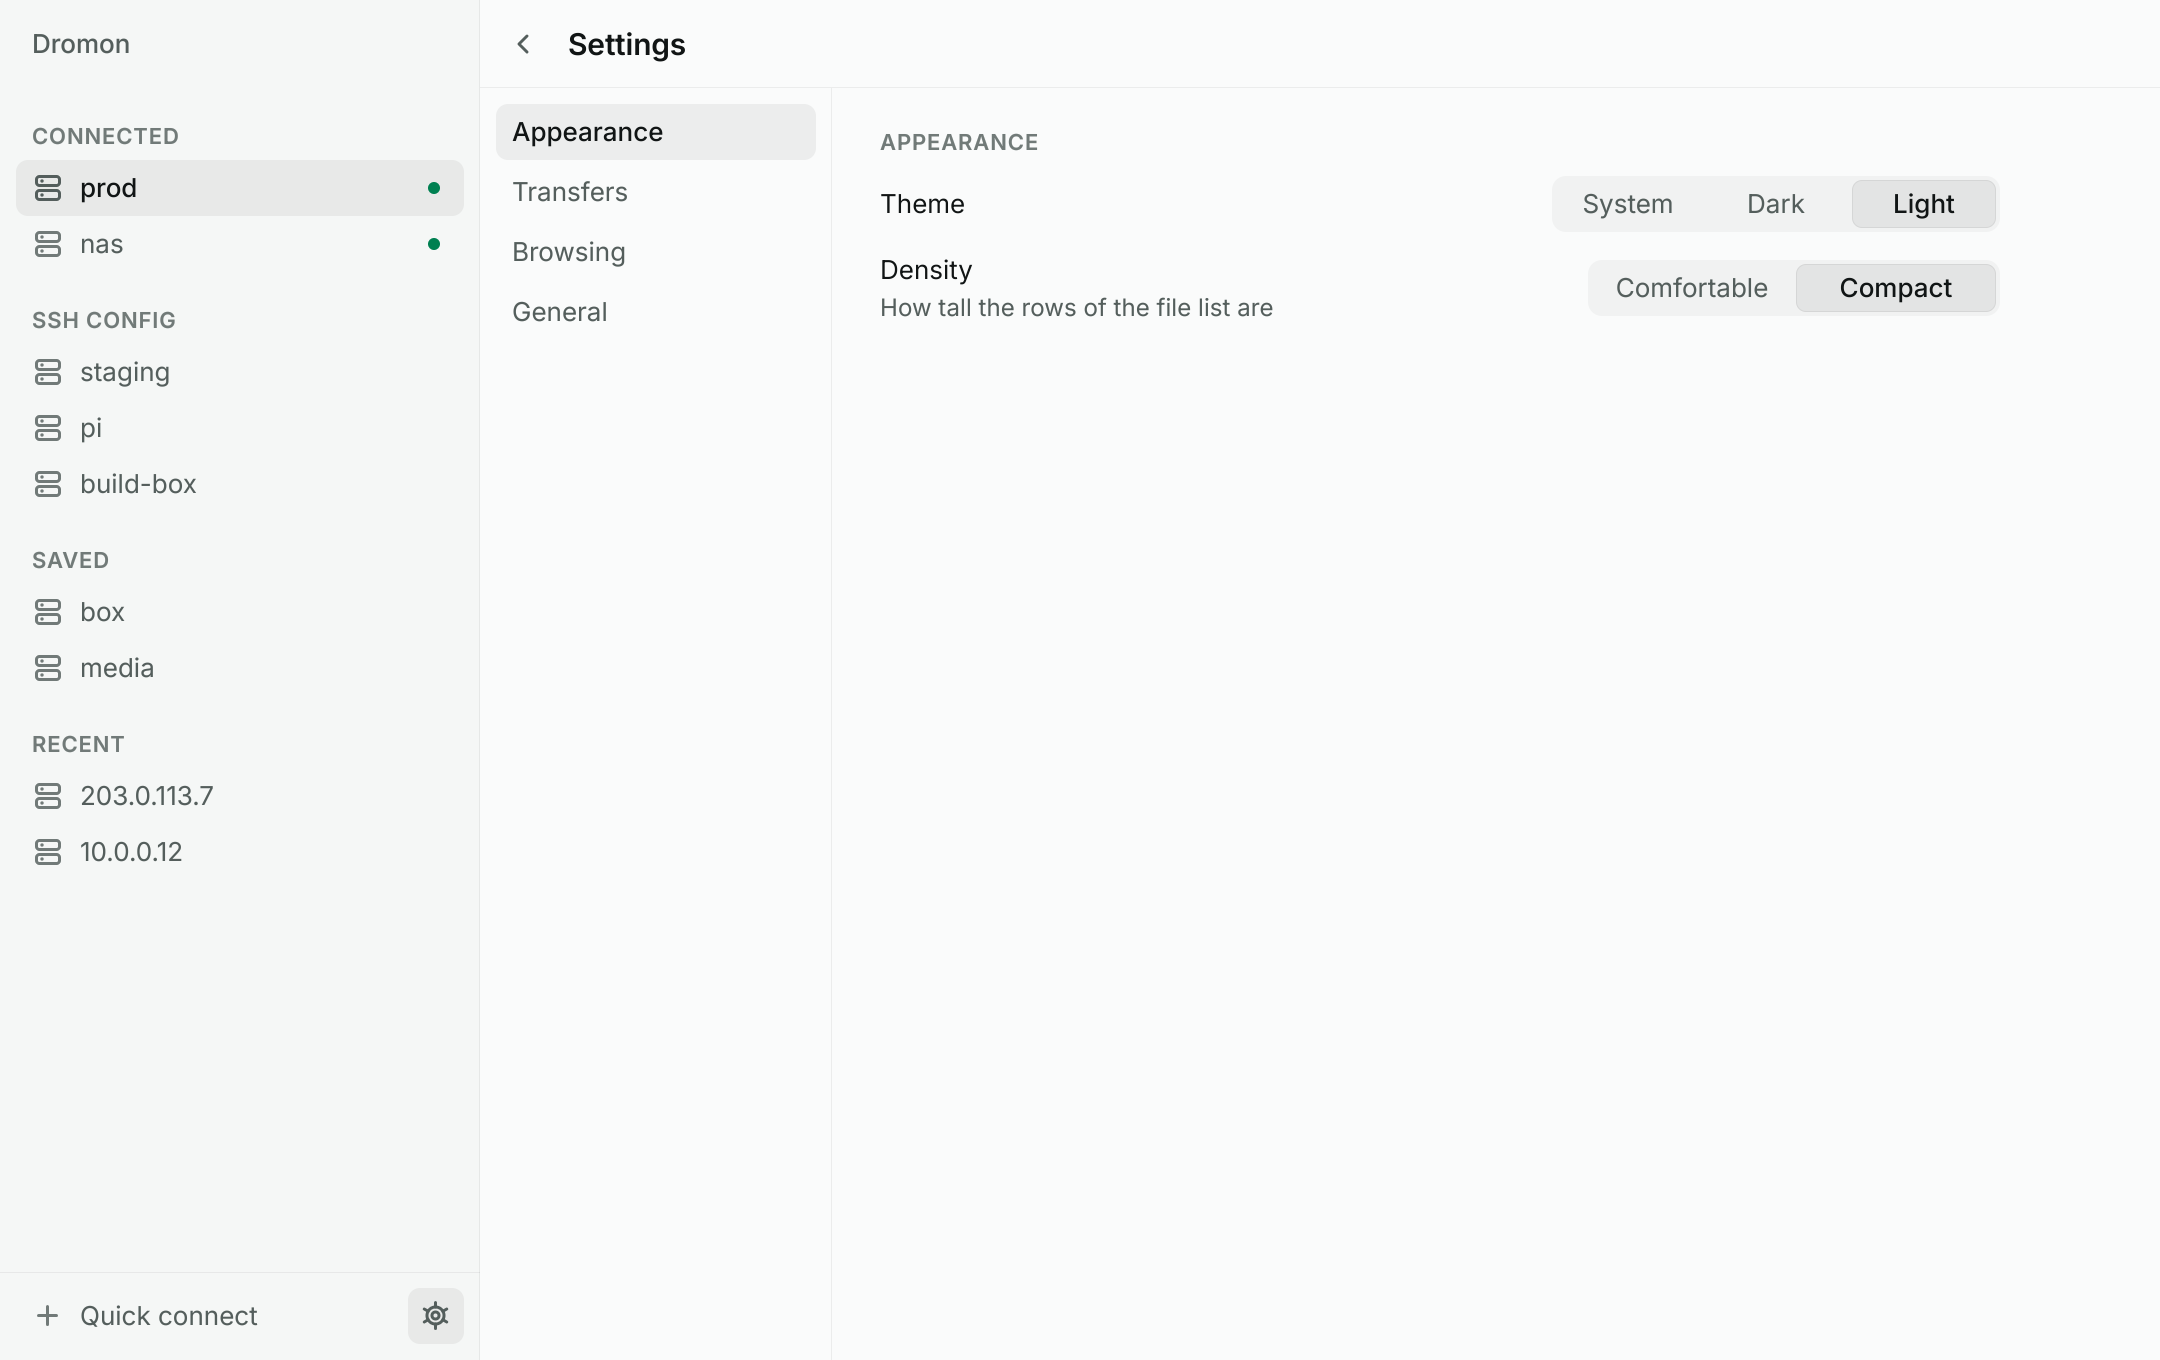 Dromon
CONNECTED
prod
nas
SSH CONFIG
staging
pi
build-box
SAVED
box
media
RECENT
203.0.113.7
10.0.0.12
Quick connect
Settings
Appearance
Transfers
Browsing
General
APPEARANCE
Theme
System Dark Light
Density
How tall the rows of the file list are
Comfortable Compact